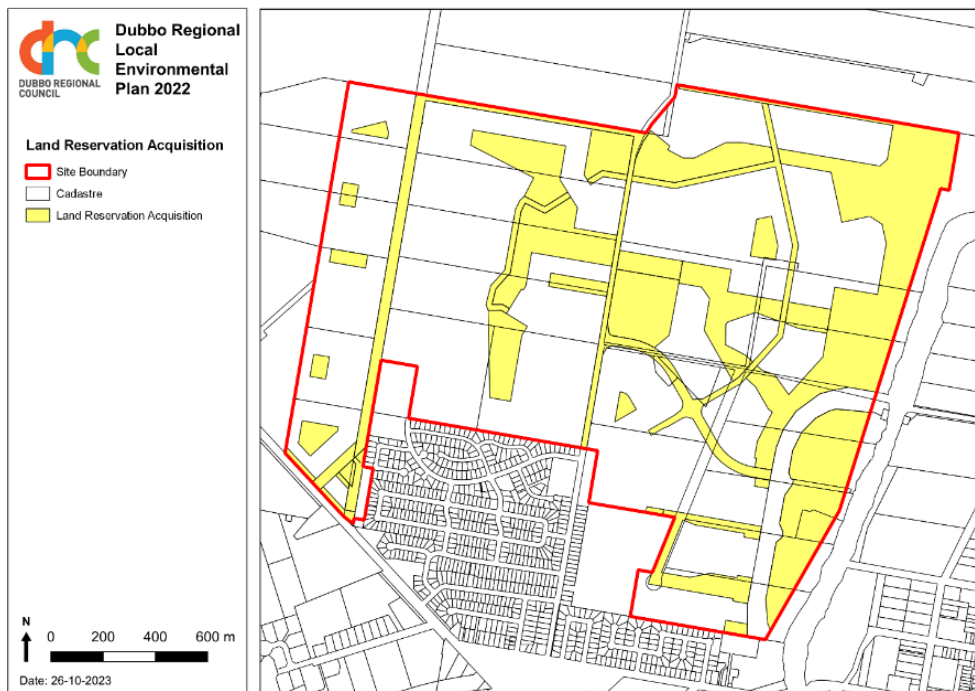 Dubbo Regional
Local
Environmental
Plan 2022
DUBBO REGIONAL
COUNCIL
Land Reservation Acquisition
Site Boundary
Cadastre
Land Reservation Acquisition
N
0 200 400 600 m
Date: 26-10-2023